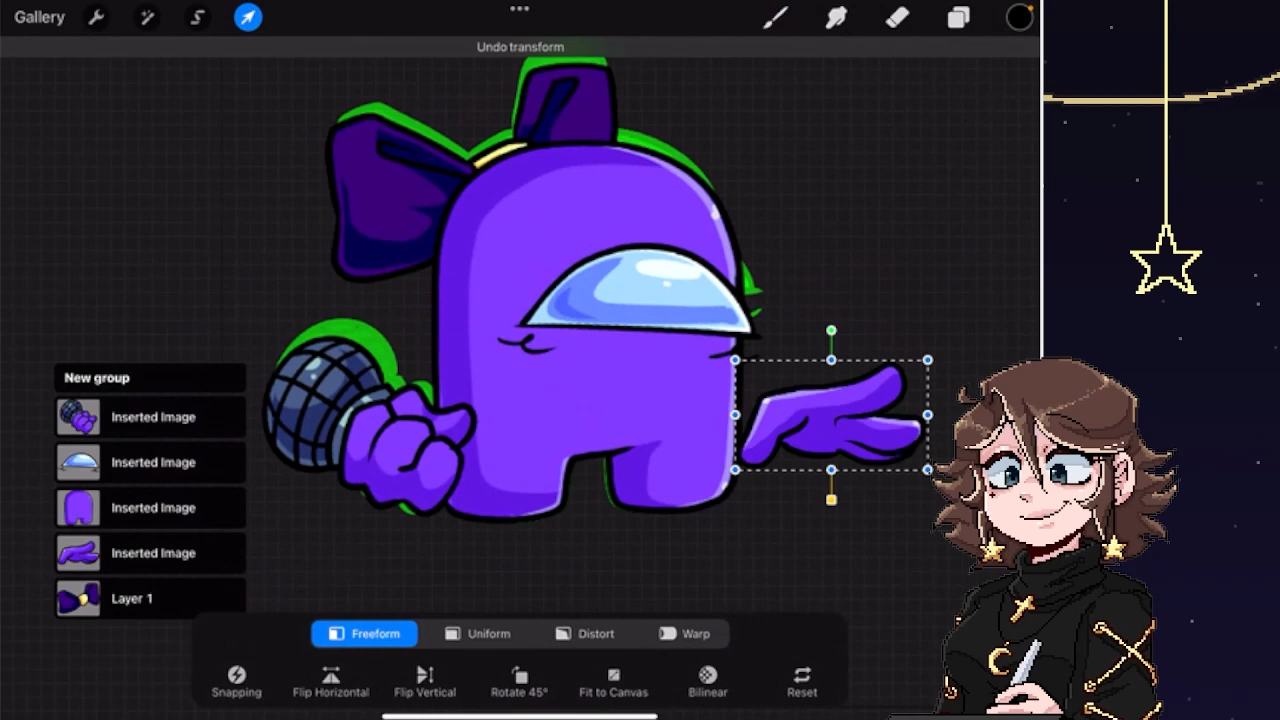 Gallery
Undo transform
New group
Inserted Image
Inserted Image
Inserted Image
Inserted Image
Layer 1
Freeform
Uniform
Distort
Warp
Snapping
Flip Horizontal
Flip Vertical
Rotate 45°
Fit to Canvas
Bilinear
Reset